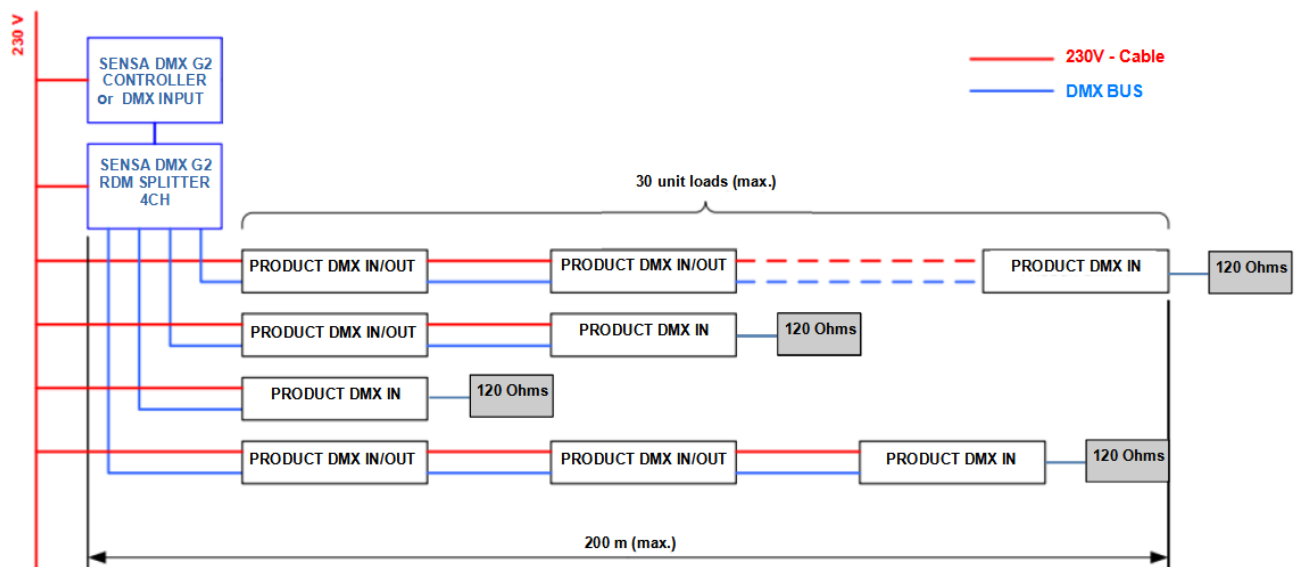 230 V
SENSA DMX G2
CONTROLLER
or DMX INPUT
230V - Cable
DMX BUS
SENSA DMX G2
RDM SPLITTER
4CH
30 unit loads (max.)
PRODUCT DMX IN/OUT
PRODUCT DMX IN/OUT
PRODUCT DMX IN
120 Ohms
PRODUCT DMX IN/OUT
PRODUCT DMX IN
120 Ohms
PRODUCT DMX IN
120 Ohms
PRODUCT DMX IN/OUT
PRODUCT DMX IN/OUT
PRODUCT DMX IN
120 Ohms
200 m (max.)